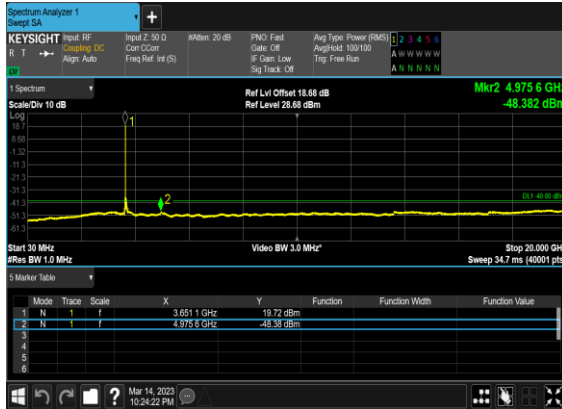 Spectrum Analyzer 1
Swept SA
+
KEYSIGHT Input: RF Input Z: 50 Ω #Atten: 20 dB PNO: Fast Avg Type: Power (RMS) 1 2 3 4 5 6
R T Coupling: DC Corr CCorr Gate: Off Avg|Hold: 100/100 A W W W W W
Align: Auto Freq Ref: Int (S) IF Gain: Low Trig: Free Run
Sig Track: Off A N N N N N
1 Spectrum Ref Lvl Offset 18.68 dB Mkr2 4.975 6 GHz
Scale/Div 10 dB Ref Level 28.68 dBm -48.382 dBm
Log
18.7
8.68
-1.32
-11.3
-21.3
-31.3
-41.3
-51.3
-61.3
1
2
DL1 -40.00 dBm
Start 30 MHz Video BW 3.0 MHz* Stop 20.000 GHz
#Res BW 1.0 MHz Sweep 34.7 ms (40001 pts)
5 Marker Table
Mode Trace Scale X Y Function Function Width Function Value
1 N 1 f 3.651 1 GHz 19.72 dBm
2 N 1 f 4.975 6 GHz -48.38 dBm
3
4
5
6
? Mar 14, 2023
10:24:22 PM